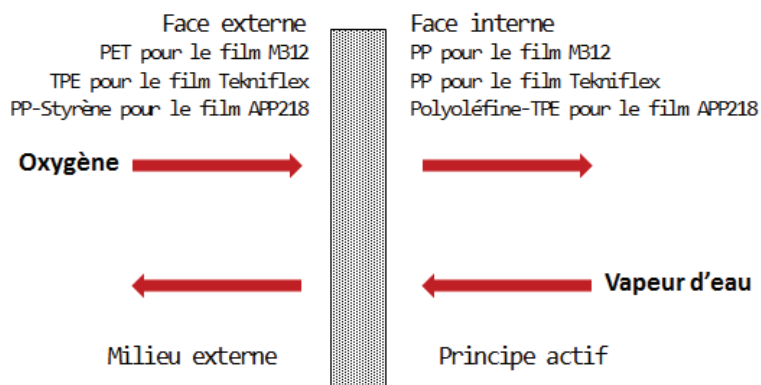 Face externe
PET pour le film M312
TPE pour le film Tekniflex
PP-Styrène pour le film APP218
Face interne
PP pour le film M312
PP pour le film Tekniflex
Polyoléfine-TPE pour le film APP218
Oxygène
Vapeur d'eau
Milieu externe
Principe actif